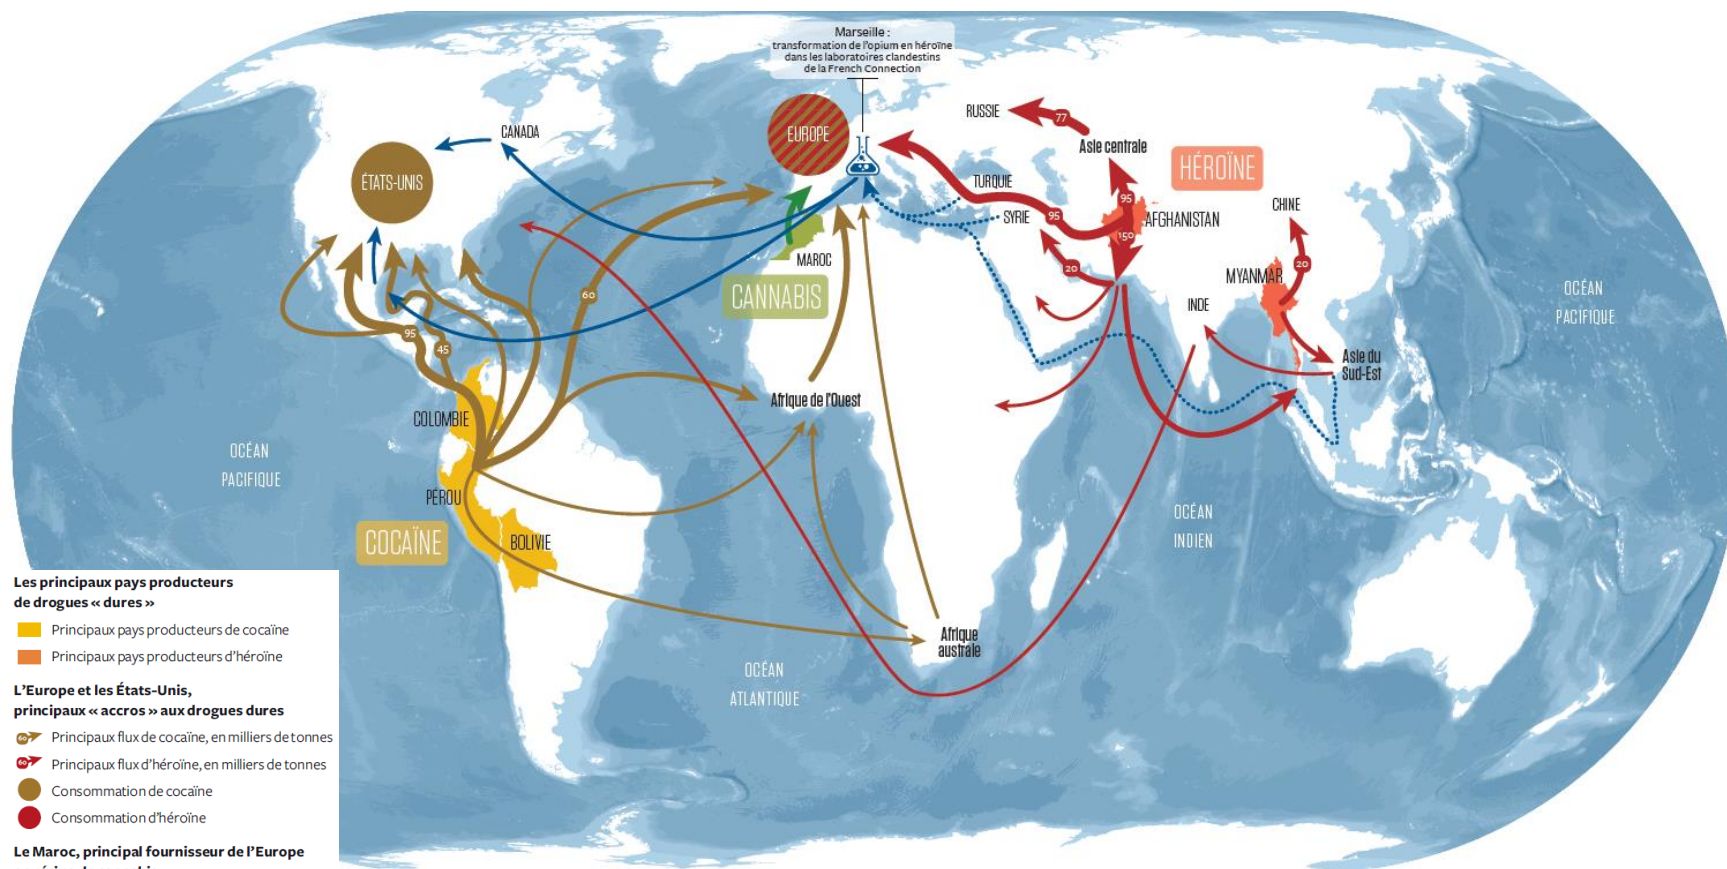 Marseille :
transformation de l'opium en héroïne
dans les laboratoires clandestins
de la French Connection
EUROPE
RUSSIE
77
Asie centrale
HÉROÏNE
CANADA
ÉTATS-UNIS
TURQUIE
SYRIE
95
95
AFGHANISTAN
150
CHINE
MAROC
CANNABIS
20
MYANMAR
20
INDE
60
95
45
OCÉAN
PACIFIQUE
Asie du
Sud-Est
COLOMBIE
Afrique de l'Ouest
OCÉAN
PACIFIQUE
PÉROU
COCAÏNE
BOLIVIE
OCÉAN
INDIEN
Afrique
australe
OCÉAN
ATLANTIQUE
Les principaux pays producteurs
de drogues « dures »
Principaux pays producteurs de cocaïne
Principaux pays producteurs d'héroïne
L'Europe et les États-Unis,
principaux « accros » aux drogues dures
60 Principaux flux de cocaïne, en milliers de tonnes
60 Principaux flux d'héroïne, en milliers de tonnes
Consommation de cocaïne
Consommation d'héroïne
Le Maroc, principal fournisseur de l'Europe